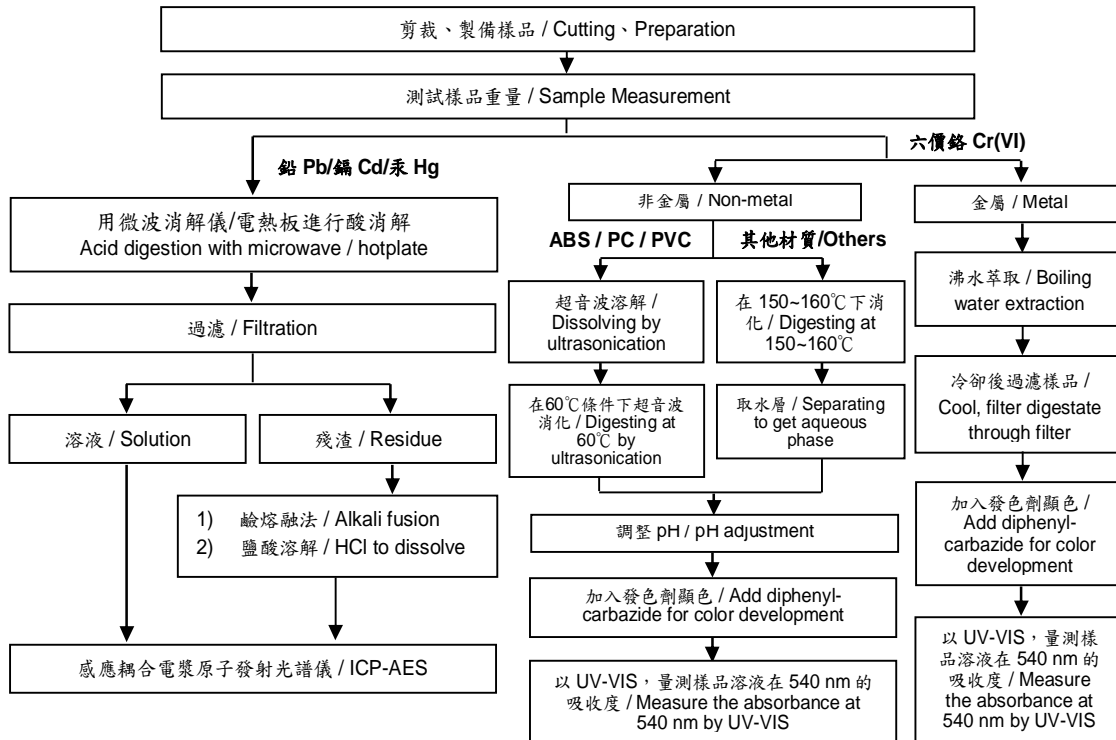 剪裁、製備樣品 / Cutting、Preparation
測試樣品重量 / Sample Measurement
鉛 Pb/鎘 Cd/汞 Hg
六價鉻 Cr(VI)
用微波消解儀/電熱板進行酸消解
Acid digestion with microwave / hotplate
過濾 / Filtration
溶液 / Solution
殘渣 / Residue
1) 鹼熔融法 / Alkali fusion
2) 鹽酸溶解 / HCl to dissolve
感應耦合電漿原子發射光譜儀 / ICP-AES
非金屬 / Non-metal
ABS / PC / PVC
其他材質/Others
超音波溶解 /
Dissolving by
ultrasonication
在 150~160℃下消
化 / Digesting at
150~160℃
在60℃條件下超音波
消化 / Digesting at
60℃ by
ultrasonication
取水層 / Separating
to get aqueous
phase
調整 pH / pH adjustment
加入發色劑顯色 / Add diphenyl-
carbazide for color development
以 UV-VIS，量測樣品溶液在 540 nm 的
吸收度 / Measure the absorbance at
540 nm by UV-VIS
金屬 / Metal
沸水萃取 / Boiling
water extraction
冷卻後過濾樣品 /
Cool, filter digestate
through filter
加入發色劑顯色 /
Add diphenyl-
carbazide for color
development
以 UV-VIS，量測樣
品溶液在 540 nm 的
吸收度 / Measure
the absorbance at
540 nm by UV-VIS